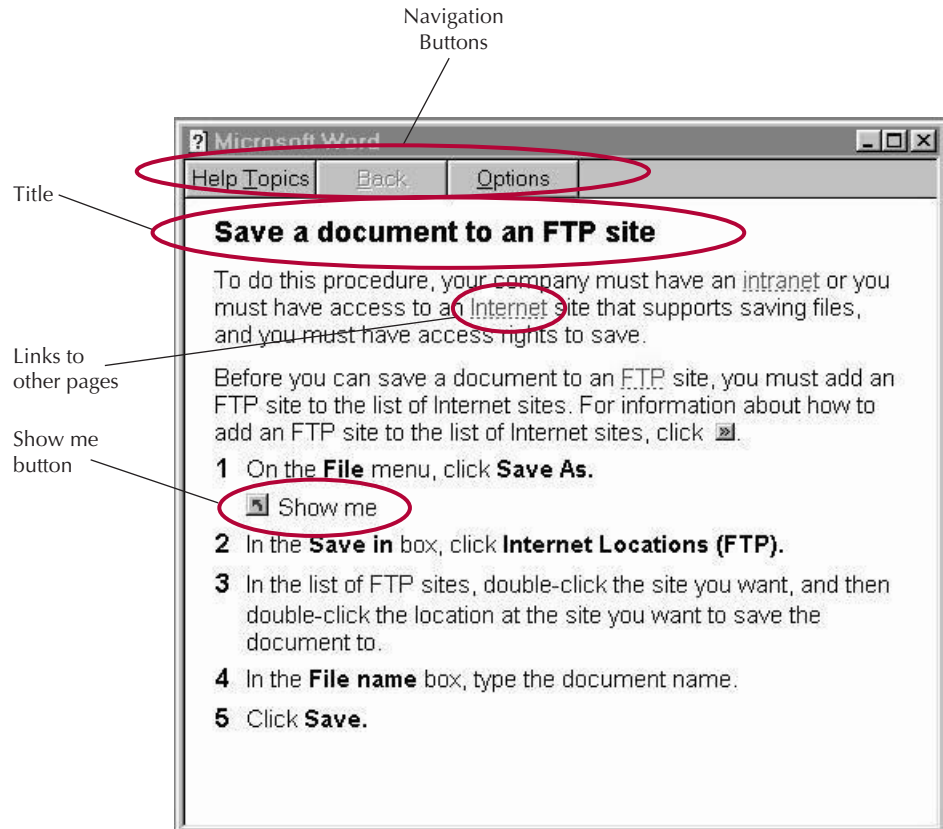 Navigation
Buttons
Microsoft Word
Help Topics Back Options
Title
Save a document to an FTP site
To do this procedure, your company must have an intranet or you
must have access to an Internet site that supports saving files,
and you must have access rights to save.
Links to
other pages
Before you can save a document to an FTP site, you must add an
FTP site to the list of Internet sites. For information about how to
add an FTP site to the list of Internet sites, click ».
Show me
button
1 On the File menu, click Save As.
Show me
2 In the Save in box, click Internet Locations (FTP).
3 In the list of FTP sites, double-click the site you want, and then
double-click the location at the site you want to save the
document to.
4 In the File name box, type the document name.
5 Click Save.